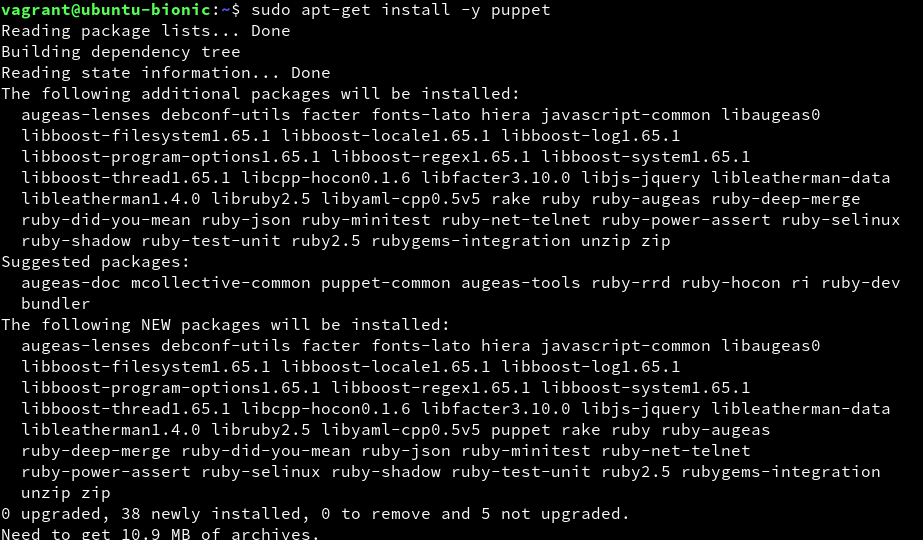 vagrant@ubuntu-bionic:~$ sudo apt-get install -y puppet
Reading package lists... Done
Building dependency tree
Reading state information... Done
The following additional packages will be installed:
  augeas-lenses debconf-utils facter fonts-lato hiera javascript-common libaugeas0
  libboost-filesystem1.65.1 libboost-locale1.65.1 libboost-log1.65.1
  libboost-program-options1.65.1 libboost-regex1.65.1 libboost-system1.65.1
  libboost-thread1.65.1 libcpp-hocon0.1.6 libfacter3.10.0 libjs-jquery libleatherman-data
  libleatherman1.4.0 libruby2.5 libyaml-cpp0.5v5 rake ruby ruby-augeas ruby-deep-merge
  ruby-did-you-mean ruby-json ruby-minitest ruby-net-telnet ruby-power-assert ruby-selinux
  ruby-shadow ruby-test-unit ruby2.5 rubygems-integration unzip zip
Suggested packages:
  augeas-doc mcollective-common puppet-common augeas-tools ruby-rrd ruby-hocon ri ruby-dev
  bundler
The following NEW packages will be installed:
  augeas-lenses debconf-utils facter fonts-lato hiera javascript-common libaugeas0
  libboost-filesystem1.65.1 libboost-locale1.65.1 libboost-log1.65.1
  libboost-program-options1.65.1 libboost-regex1.65.1 libboost-system1.65.1
  libboost-thread1.65.1 libcpp-hocon0.1.6 libfacter3.10.0 libjs-jquery libleatherman-data
  libleatherman1.4.0 libruby2.5 libyaml-cpp0.5v5 puppet rake ruby ruby-augeas
  ruby-deep-merge ruby-did-you-mean ruby-json ruby-minitest ruby-net-telnet
  ruby-power-assert ruby-selinux ruby-shadow ruby-test-unit ruby2.5 rubygems-integration
  unzip zip
0 upgraded, 38 newly installed, 0 to remove and 5 not upgraded.
Need to get 10.9 MB of archives.